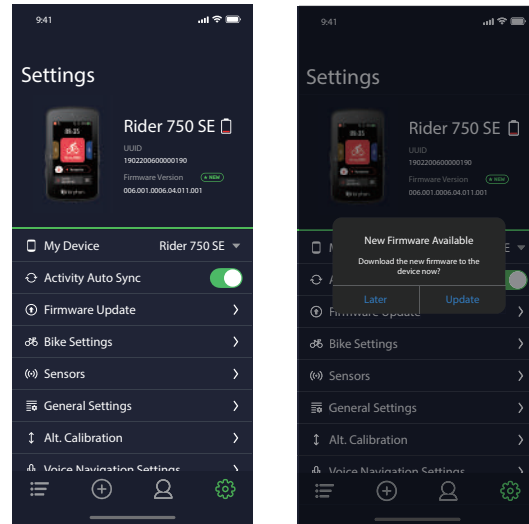 9:41
Settings
Rider 750 SE
UUID
1902200600000190
Firmware Version
NEW
006.001.0006.04.011.001
My Device
Rider 750 SE
Activity Auto Sync
Firmware Update
Bike Settings
Sensors
General Settings
Alt. Calibration
Voice Navigation Settings
9:41
Settings
Rider 750 SE
UUID
1902200600000190
Firmware Version
NEW
006.001.0006.04.011.001
New Firmware Available
Download the new firmware to the
device now?
Later
Update
Firmware Update
Bike Settings
Sensors
General Settings
Alt. Calibration
Voice Navigation Settings